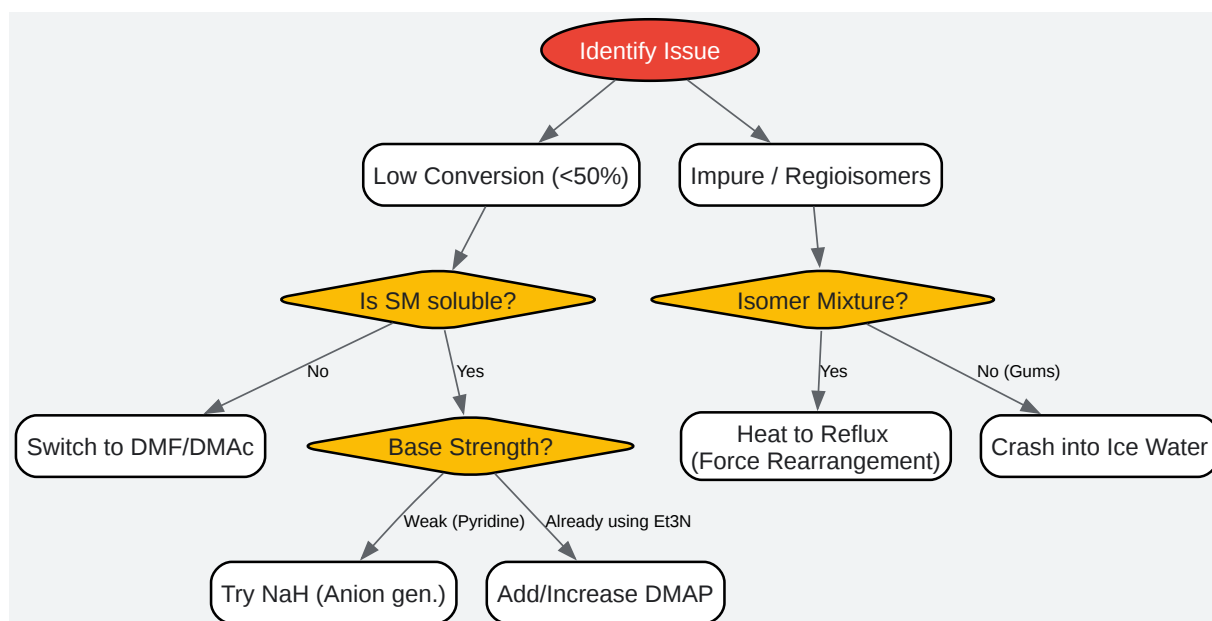 Identify Issue
Low Conversion (<50%)
Impure / Regioisomers
Is SM soluble?
Isomer Mixture?
No
Yes
Yes
No (Gums)
Switch to DMF/DMAc
Base Strength?
Heat to Reflux
(Force Rearrangement)
Crash into Ice Water
Weak (Pyridine)
Already using Et3N
Try NaH (Anion gen.)
Add/Increase DMAP